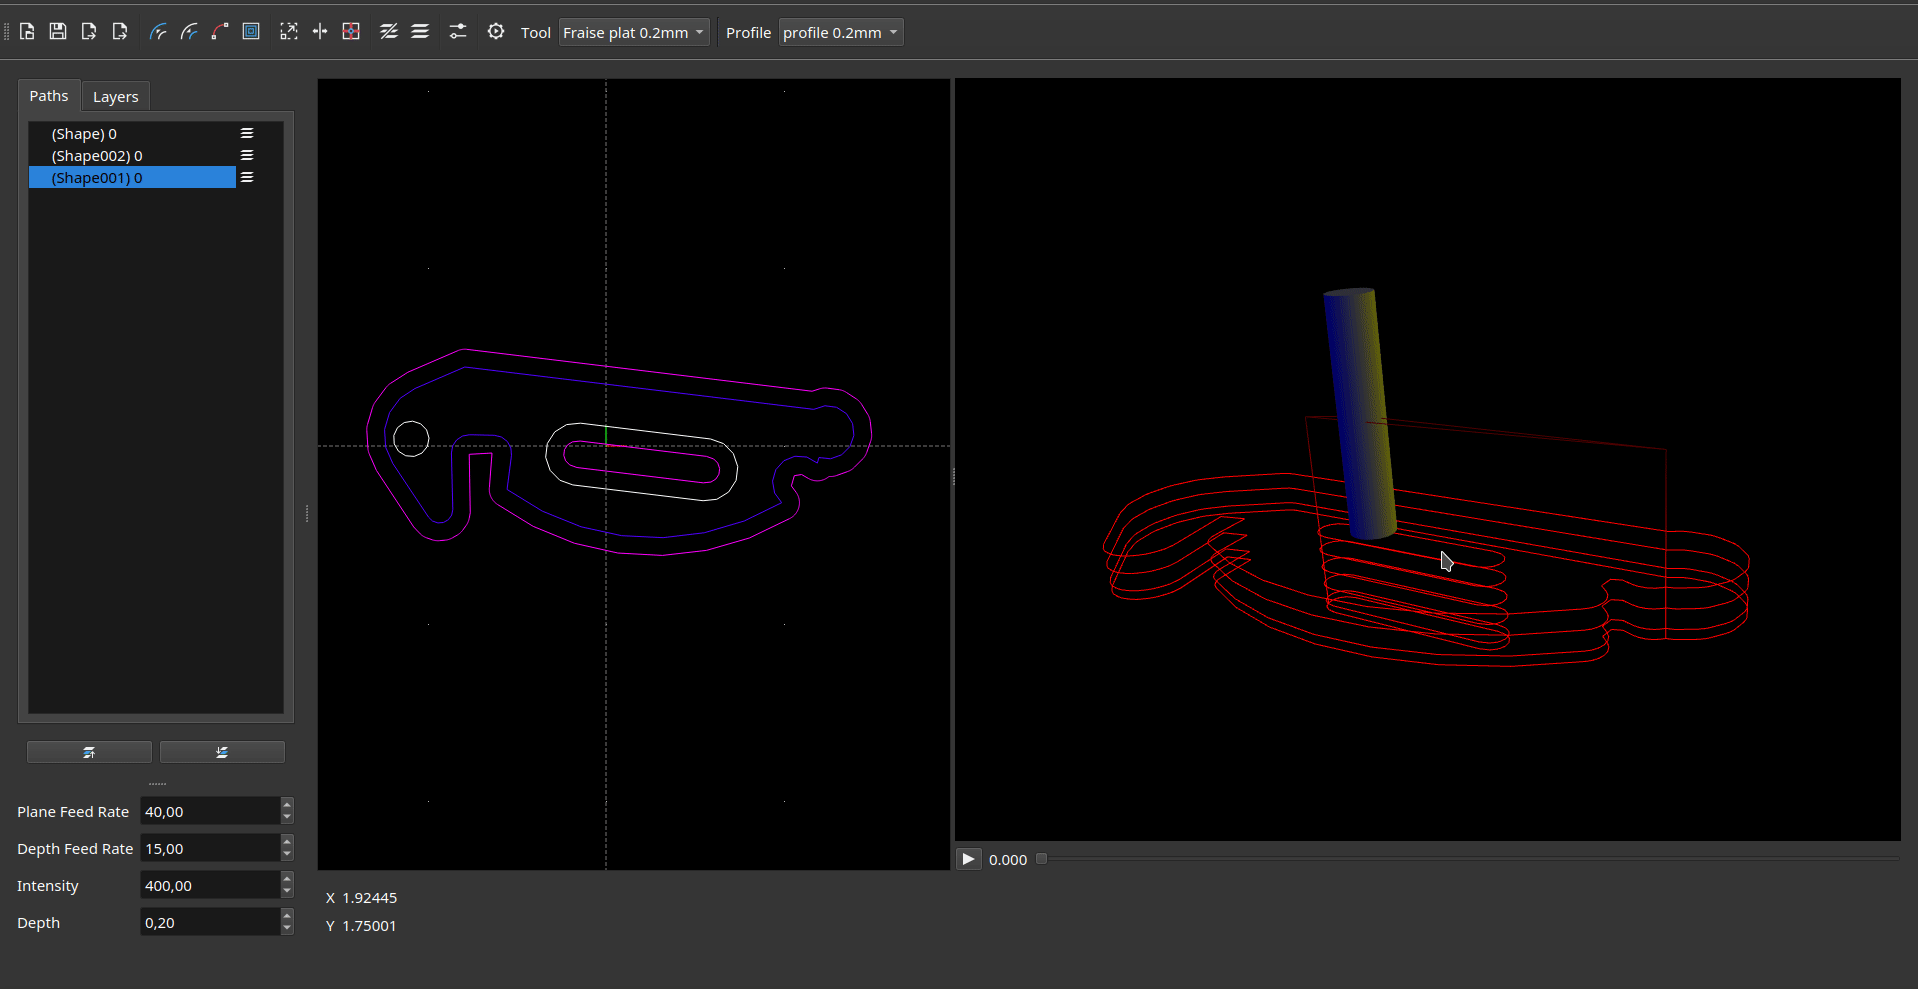 Tool Fraise plat 0.2mm Profile profile 0.2mm
Paths Layers
(Shape) 0
(Shape002) 0
(Shape001) 0
Plane Feed Rate 40,00
Depth Feed Rate 15,00
Intensity 400,00
Depth 0,20
0.000
X 1.92445
Y 1.75001